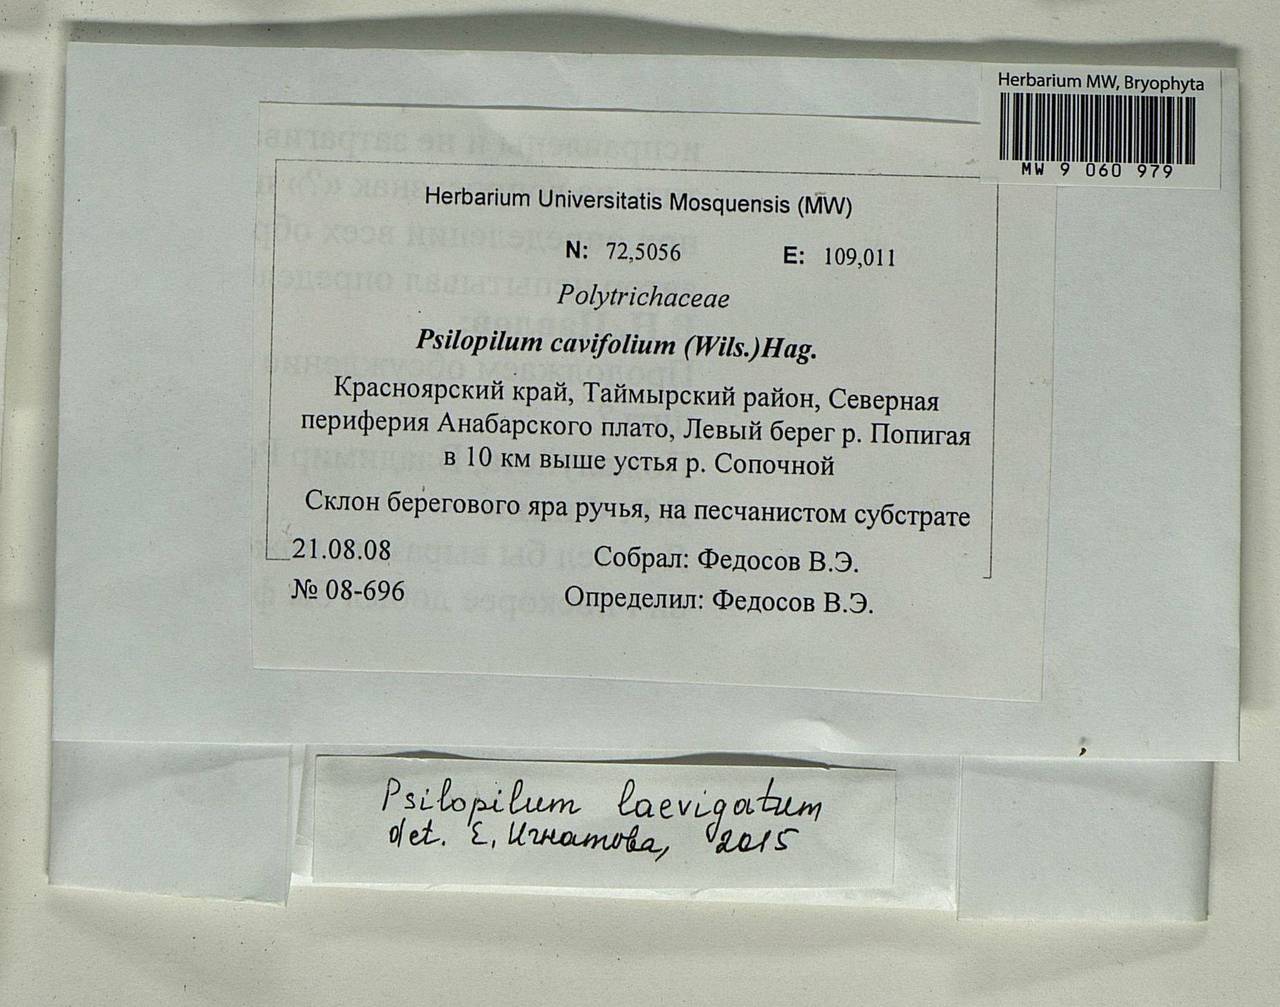 Herbarium MW, Bryophyta
MW 9 060 979
Herbarium Universitatis Mosquensis (MW)
N: 72,5056 E: 109,011
Polytrichaceae
Psilopilum cavifolium (Wils.)Hag.
Красноярский край, Таймырский район, Северная
периферия Анабарского плато, Левый берег р. Попигая
в 10 км выше устья р. Сопочной
Склон берегового яра ручья, на песчанистом субстрате
21.08.08 Собрал: Федосов В.Э.
№ 08-696 Определил: Федосов В.Э.
Psilopilum laevigatum
det. Е. Игнатова, 2015